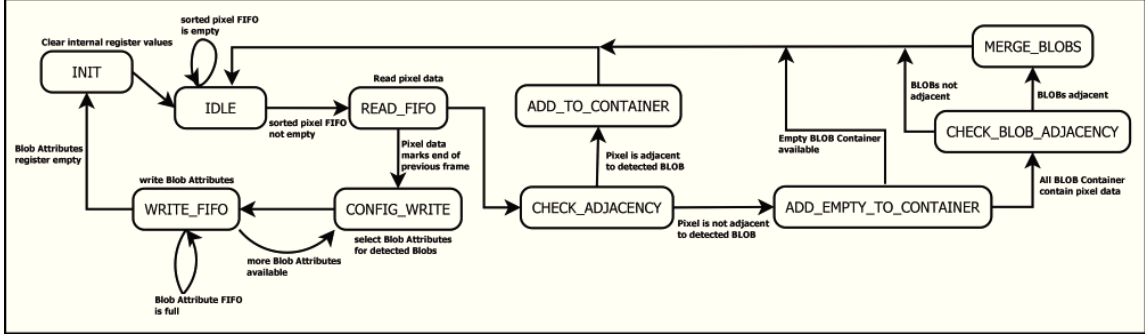 sorted pixel FIFO
is empty
Clear internal register values
INIT
IDLE
sorted pixel FIFO
not empty
Read pixel data
READ_FIFO
Pixel data
marks end of
previous frame
ADD_TO_CONTAINER
Pixel is adjacent
to detected BLOB
MERGE_BLOBS
BLOBs not
adjacent
BLOBs adjacent
CHECK_BLOB_ADJACENCY
Empty BLOB Container
available
All BLOB Container
contain pixel data
Blob Attributes
register empty
write Blob Attributes
WRITE_FIFO
CONFIG_WRITE
select Blob Attributes
for detected Blobs
more Blob Attributes
available
Blob Attribute FIFO
is full
CHECK_ADJACENCY
Pixel is not adjacent
to detected BLOB
ADD_EMPTY_TO_CONTAINER